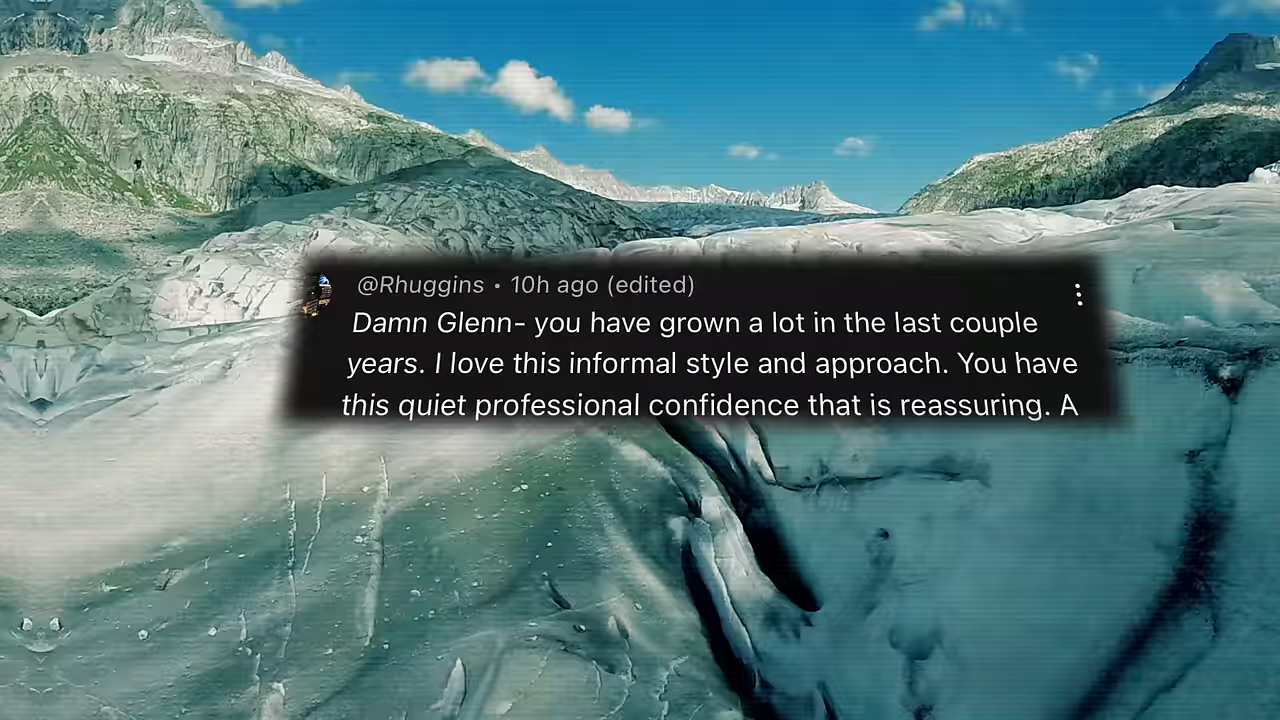 @Rhuggins • 10h ago (edited)
Damn Glenn- you have grown a lot in the last couple
years. I love this informal style and approach. You have
this quiet professional confidence that is reassuring. A